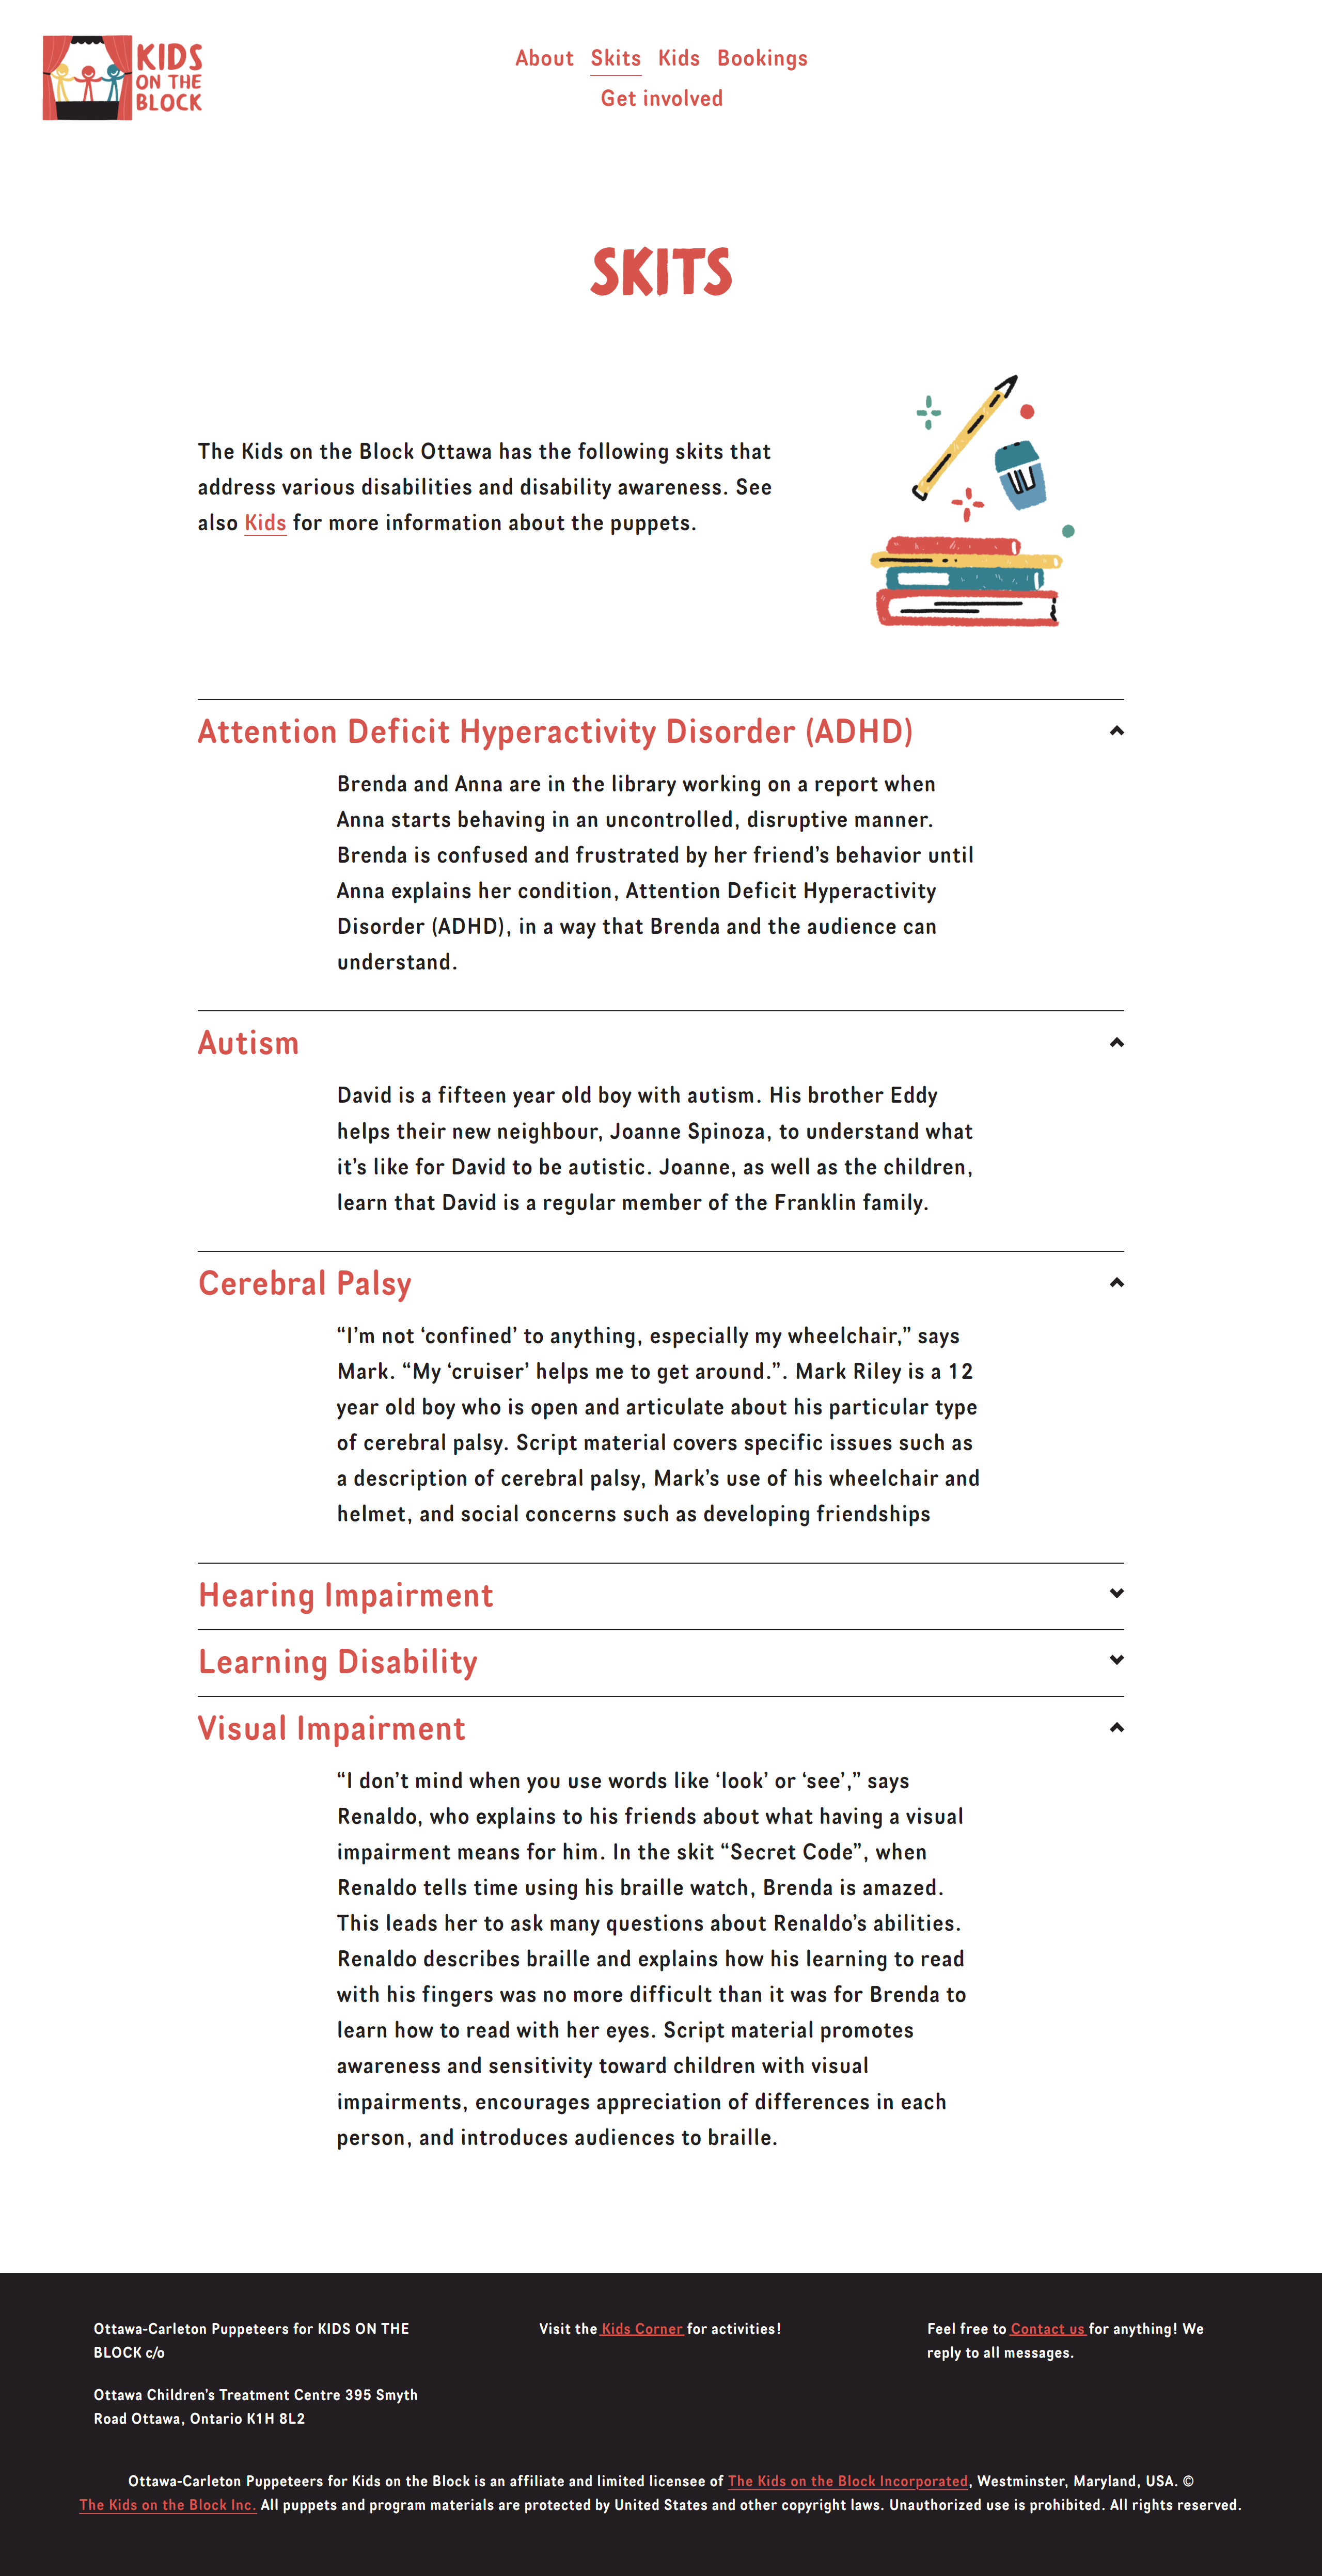 KIDS
ON THE
BLOCK
About Skits Kids Bookings
Get involved
SKITS
The Kids on the Block Ottawa has the following skits that
address various disabilities and disability awareness. See
also Kids for more information about the puppets.
Attention Deficit Hyperactivity Disorder (ADHD)
Brenda and Anna are in the library working on a report when
Anna starts behaving in an uncontrolled, disruptive manner.
Brenda is confused and frustrated by her friend’s behavior until
Anna explains her condition, Attention Deficit Hyperactivity
Disorder (ADHD), in a way that Brenda and the audience can
understand.
Autism
David is a fifteen year old boy with autism. His brother Eddy
helps their new neighbour, Joanne Spinoza, to understand what
it’s like for David to be autistic. Joanne, as well as the children,
learn that David is a regular member of the Franklin family.
Cerebral Palsy
“I’m not ‘confined’ to anything, especially my wheelchair,” says
Mark. “My ‘cruiser’ helps me to get around.”. Mark Riley is a 12
year old boy who is open and articulate about his particular type
of cerebral palsy. Script material covers specific issues such as
a description of cerebral palsy, Mark’s use of his wheelchair and
helmet, and social concerns such as developing friendships
Hearing Impairment
Learning Disability
Visual Impairment
“I don’t mind when you use words like ‘look’ or ‘see’,” says
Renaldo, who explains to his friends about what having a visual
impairment means for him. In the skit “Secret Code”, when
Renaldo tells time using his braille watch, Brenda is amazed.
This leads her to ask many questions about Renaldo’s abilities.
Renaldo describes braille and explains how his learning to read
with his fingers was no more difficult than it was for Brenda to
learn how to read with her eyes. Script material promotes
awareness and sensitivity toward children with visual
impairments, encourages appreciation of differences in each
person, and introduces audiences to braille.
Ottawa-Carleton Puppeteers for KIDS ON THE
BLOCK c/o
Ottawa Children’s Treatment Centre 395 Smyth
Road Ottawa, Ontario K1H 8L2
Visit the Kids Corner for activities!
Feel free to Contact us for anything! We
reply to all messages.
Ottawa-Carleton Puppeteers for Kids on the Block is an affiliate and limited licensee of The Kids on the Block Incorporated, Westminster, Maryland, USA. ©
The Kids on the Block Inc. All puppets and program materials are protected by United States and other copyright laws. Unauthorized use is prohibited. All rights reserved.